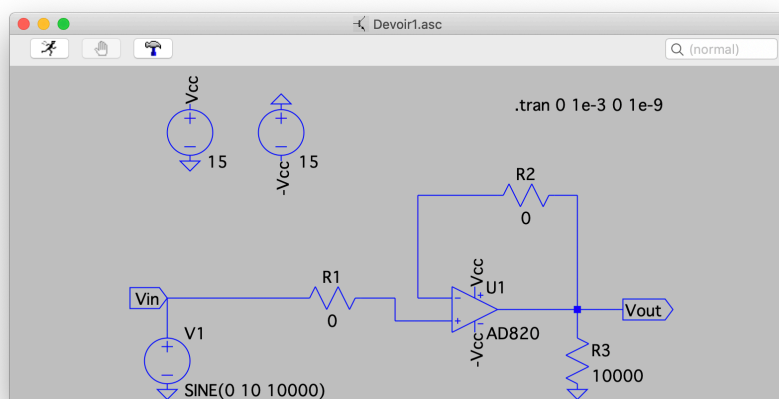 Devoir1.asc
(normal)
Vcc
15
-Vcc
15
.tran 0 1e-3 0 1e-9
R2
0
Vcc
U1
-Vcc
AD820
Vin
R1
0
Vout
V1
SINE(0 10 10000)
R3
10000